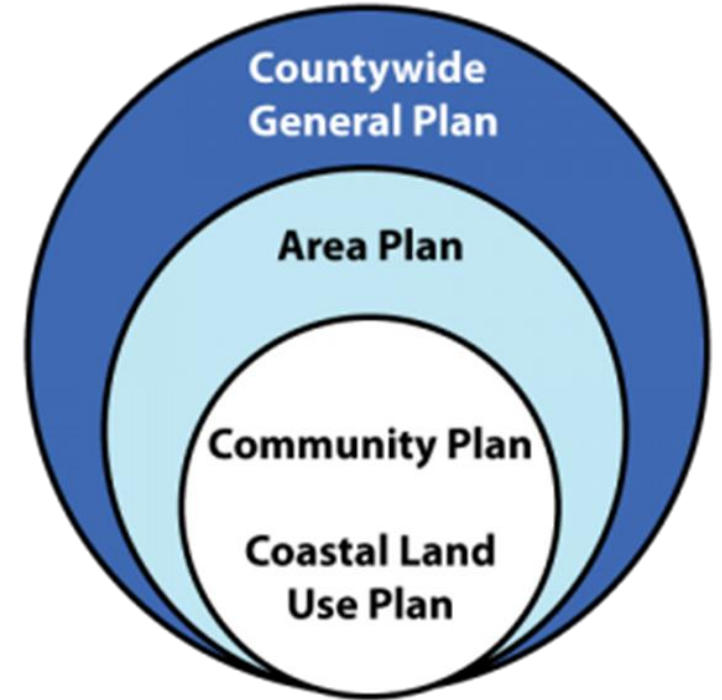 Countywide
General Plan
Area Plan
Community Plan
Coastal Land
Use Plan